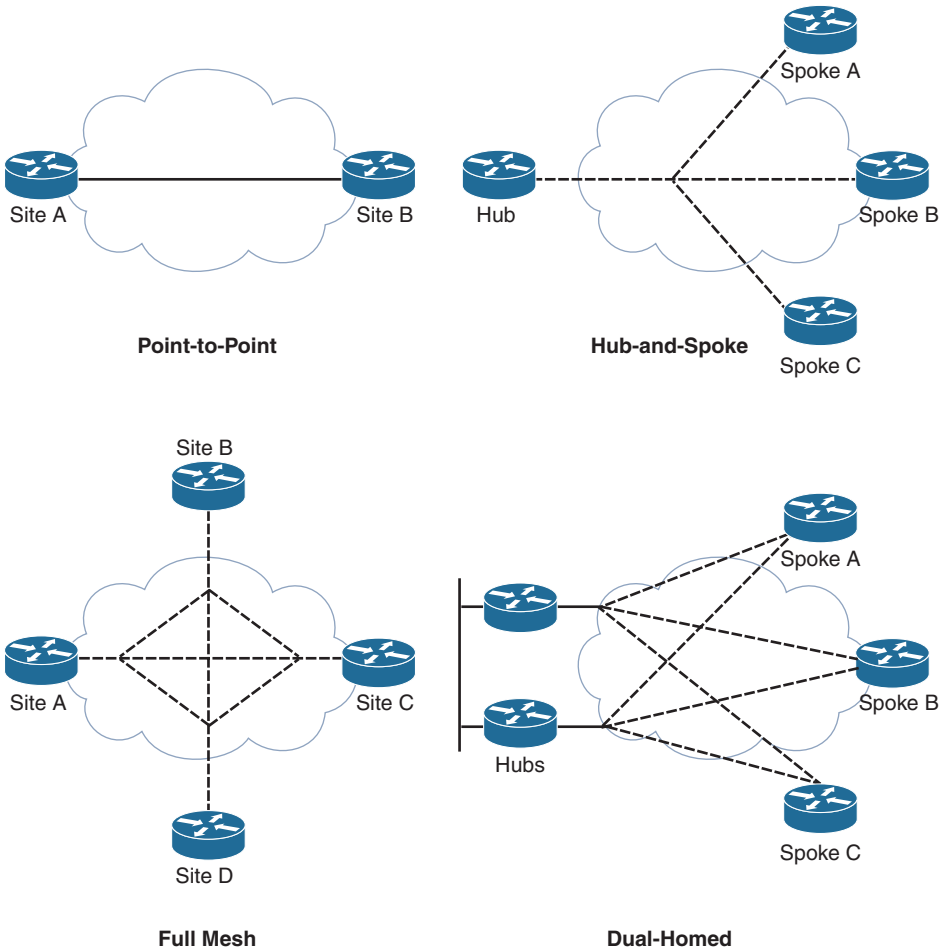 Site A
Site B
Point-to-Point
Hub
Spoke A
Spoke B
Spoke C
Hub-and-Spoke
Site B
Site A
Site C
Site D
Full Mesh
Hubs
Spoke A
Spoke B
Spoke C
Dual-Homed